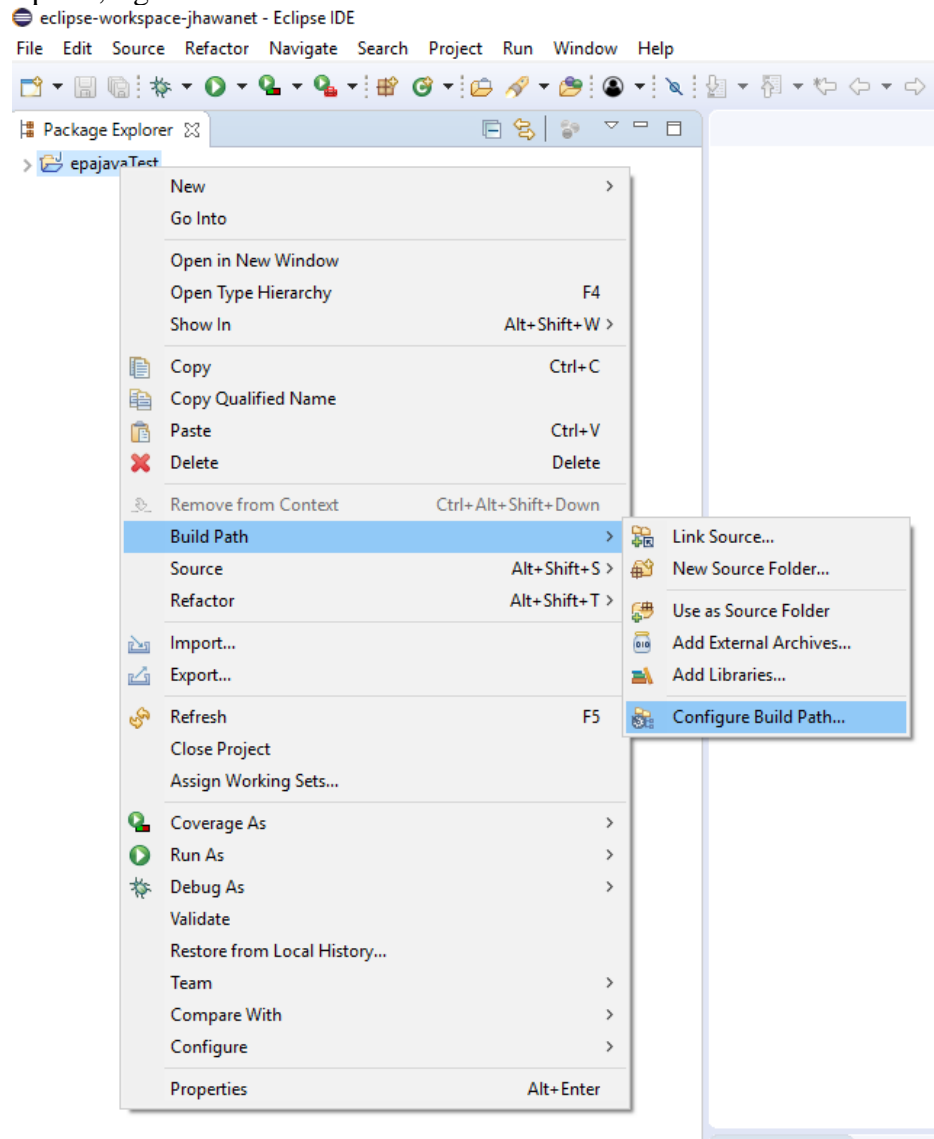 eclipse-workspace-jhawanet - Eclipse IDE
File Edit Source Refactor Navigate Search Project Run Window Help
Package Explorer
epajavaTest
New
Go Into
Open in New Window
Open Type Hierarchy F4
Show In Alt+Shift+W >
Copy Ctrl+C
Copy Qualified Name
Paste Ctrl+V
Delete Delete
Remove from Context Ctrl+Alt+Shift+Down
Build Path
Source Alt+Shift+S >
Refactor Alt+Shift+T >
Import...
Export...
Refresh F5
Close Project
Assign Working Sets...
Coverage As
Run As
Debug As
Validate
Restore from Local History...
Team
Compare With
Configure
Properties Alt+Enter
Link Source...
New Source Folder...
Use as Source Folder
Add External Archives...
Add Libraries...
Configure Build Path...